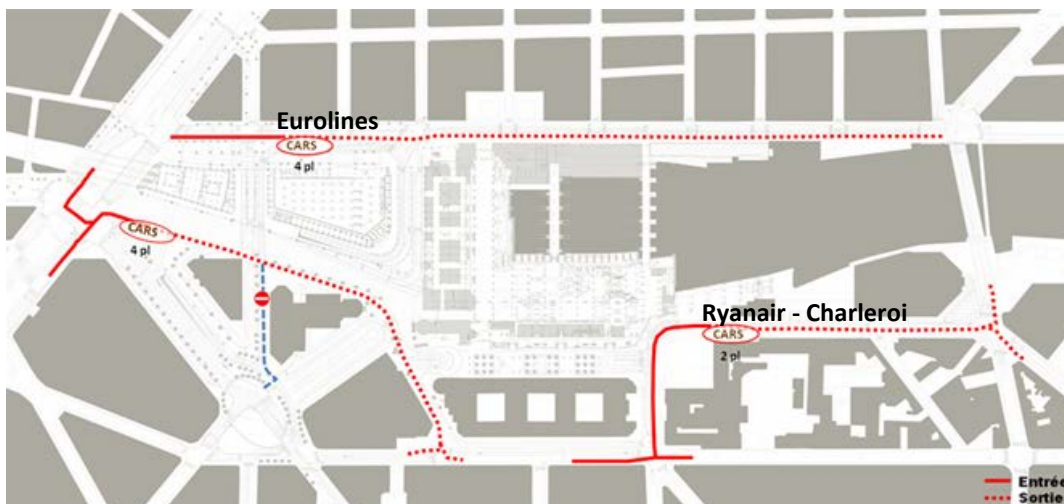 Eurolines
CARS
4 pl
CARS
4 pl
Ryanair - Charleroi
CARS
2 pl
Entrée
Sortie